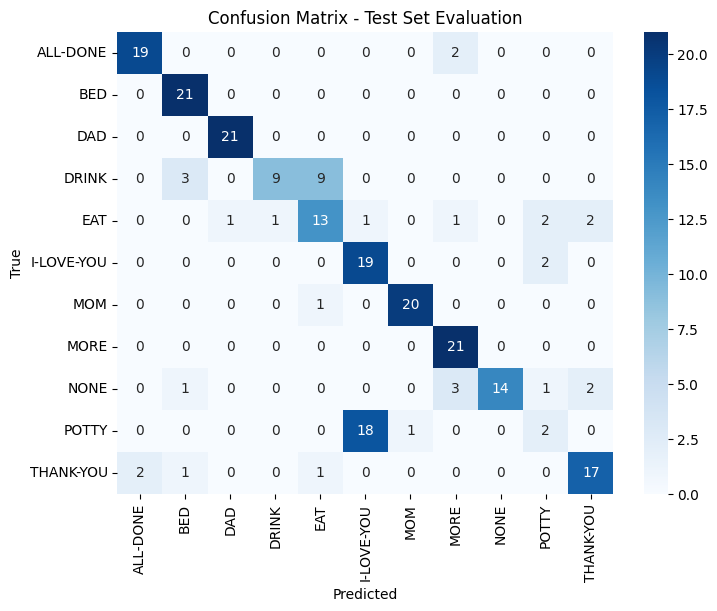 Confusion Matrix - Test Set Evaluation
ALL-DONE 19 0 0 0 0 0 0 2 0 0 0
BED 0 21 0 0 0 0 0 0 0 0 0
DAD 0 0 21 0 0 0 0 0 0 0 0
DRINK 0 3 0 9 9 0 0 0 0 0 0
EAT 0 0 1 1 13 1 0 1 0 2 2
I-LOVE-YOU 0 0 0 0 0 19 0 0 0 2 0
MOM 0 0 0 0 1 0 20 0 0 0 0
MORE 0 0 0 0 0 0 0 21 0 0 0
NONE 0 1 0 0 0 0 0 3 14 1 2
POTTY 0 0 0 0 0 18 1 0 0 2 0
THANK-YOU 2 1 0 0 1 0 0 0 0 0 17
ALL-DONE BED DAD DRINK EAT I-LOVE-YOU MOM MORE NONE POTTY THANK-YOU
Predicted
True
20.0
17.5
15.0
12.5
10.0
7.5
5.0
2.5
0.0